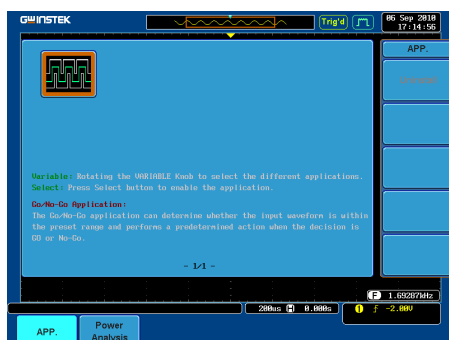 GWINSTEK
Trig'd
06 Sep 2010
17:14:56
APP.
Variable: Rotating the VARIABLE Knob to select the different applications.
Select: Press Select button to enable the application.
Go/No-Go Application:
The Go/No-Go application can determine whether the input waveform is within
the preset range and performs a predetermined action when the decision is
GO or No-Go.
- 1/1 -
F 1.69287kHz
200us H 0.000s
1 f -2.00V
APP.
Power
Analysis